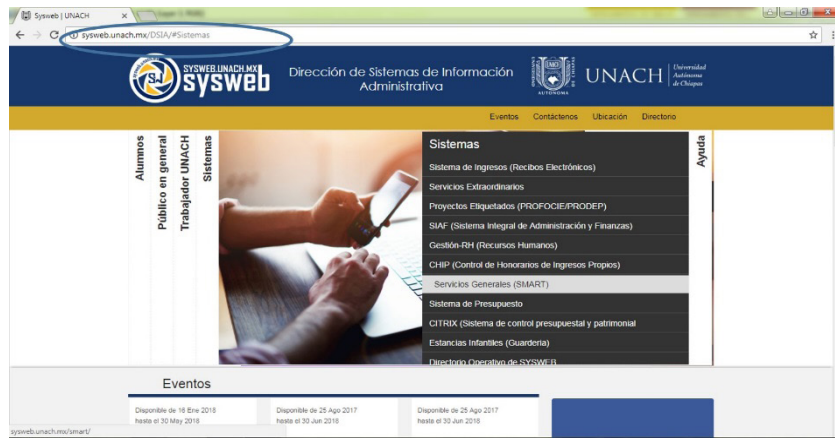 Sysweb | UNACH
sysweb.unach.mx/DSIA/#Sistemas
SW
SYSWEB.UNACH.MX
sysweb
Dirección de Sistemas de Información
Administrativa
AUTONOMA
UNACH
Universidad
Autónoma
de Chiapas
Eventos Contáctenos Ubicación Directorio
Alumnos
Público en general
Trabajador UNACH
Sistemas
Sistemas
Sistema de Ingresos (Recibos Electrónicos)
Servicios Extraordinarios
Proyectos Etiquetados (PROFOCIE/PRODEP)
SIAF (Sistema Integral de Administración y Finanzas)
Gestión-RH (Recursos Humanos)
CHIP (Control de Honorarios de Ingresos Propios)
Servicios Generales (SMART)
Sistema de Presupuesto
CITRIX (Sistema de control presupuestal y patrimonial
Estancias Infantiles (Guardería)
Directorio Operativo de SYSWEB
Ayuda
Eventos
Disponible de 16 Ene 2018
hasta el 30 May 2018
Disponible de 25 Ago 2017
hasta el 30 Jun 2018
Disponible de 25 Ago 2017
hasta el 30 Jun 2018
sysweb.unach.mx/smart/